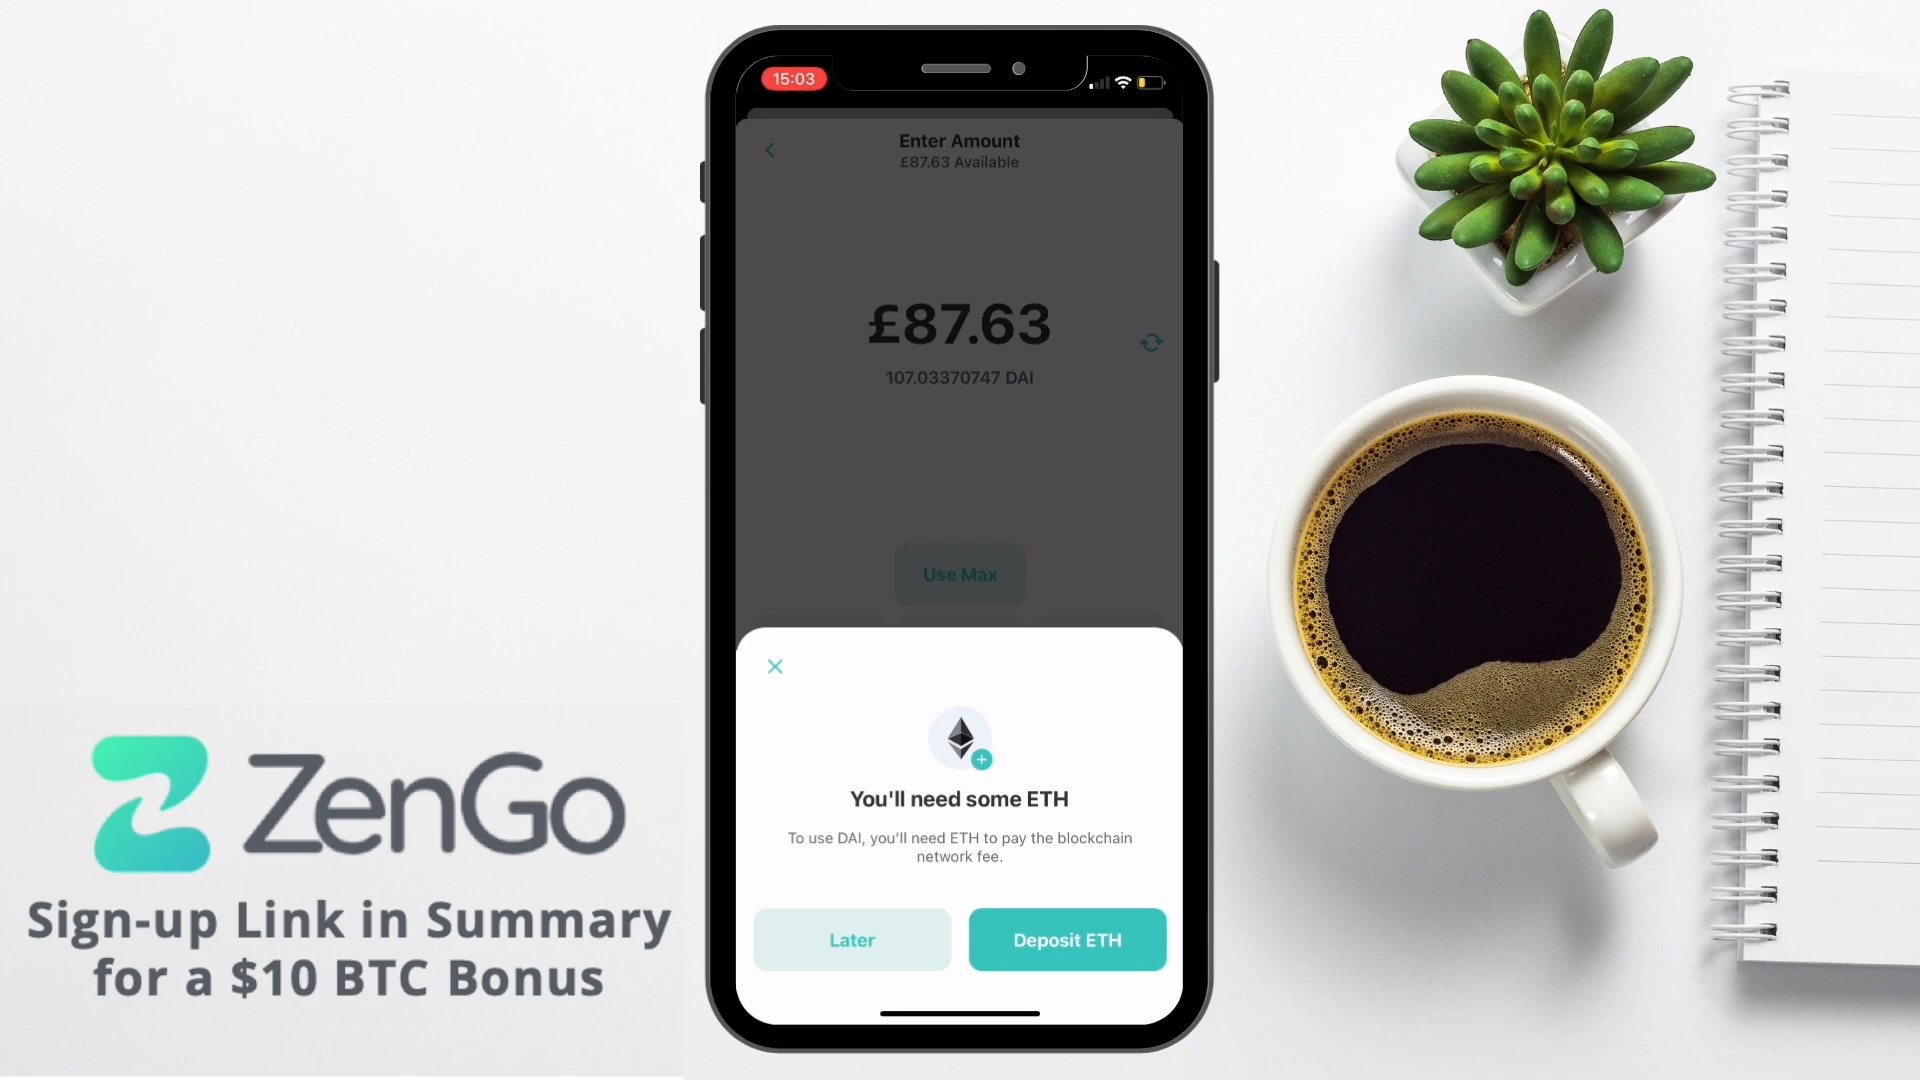 15:03
Enter Amount
£87.63 Available
£87.63
107.03370747 DAI
Use Max
You'll need some ETH
To use DAI, you'll need ETH to pay the blockchain
network fee.
Later
Deposit ETH
ZenGo
Sign-up Link in Summary
for a $10 BTC Bonus